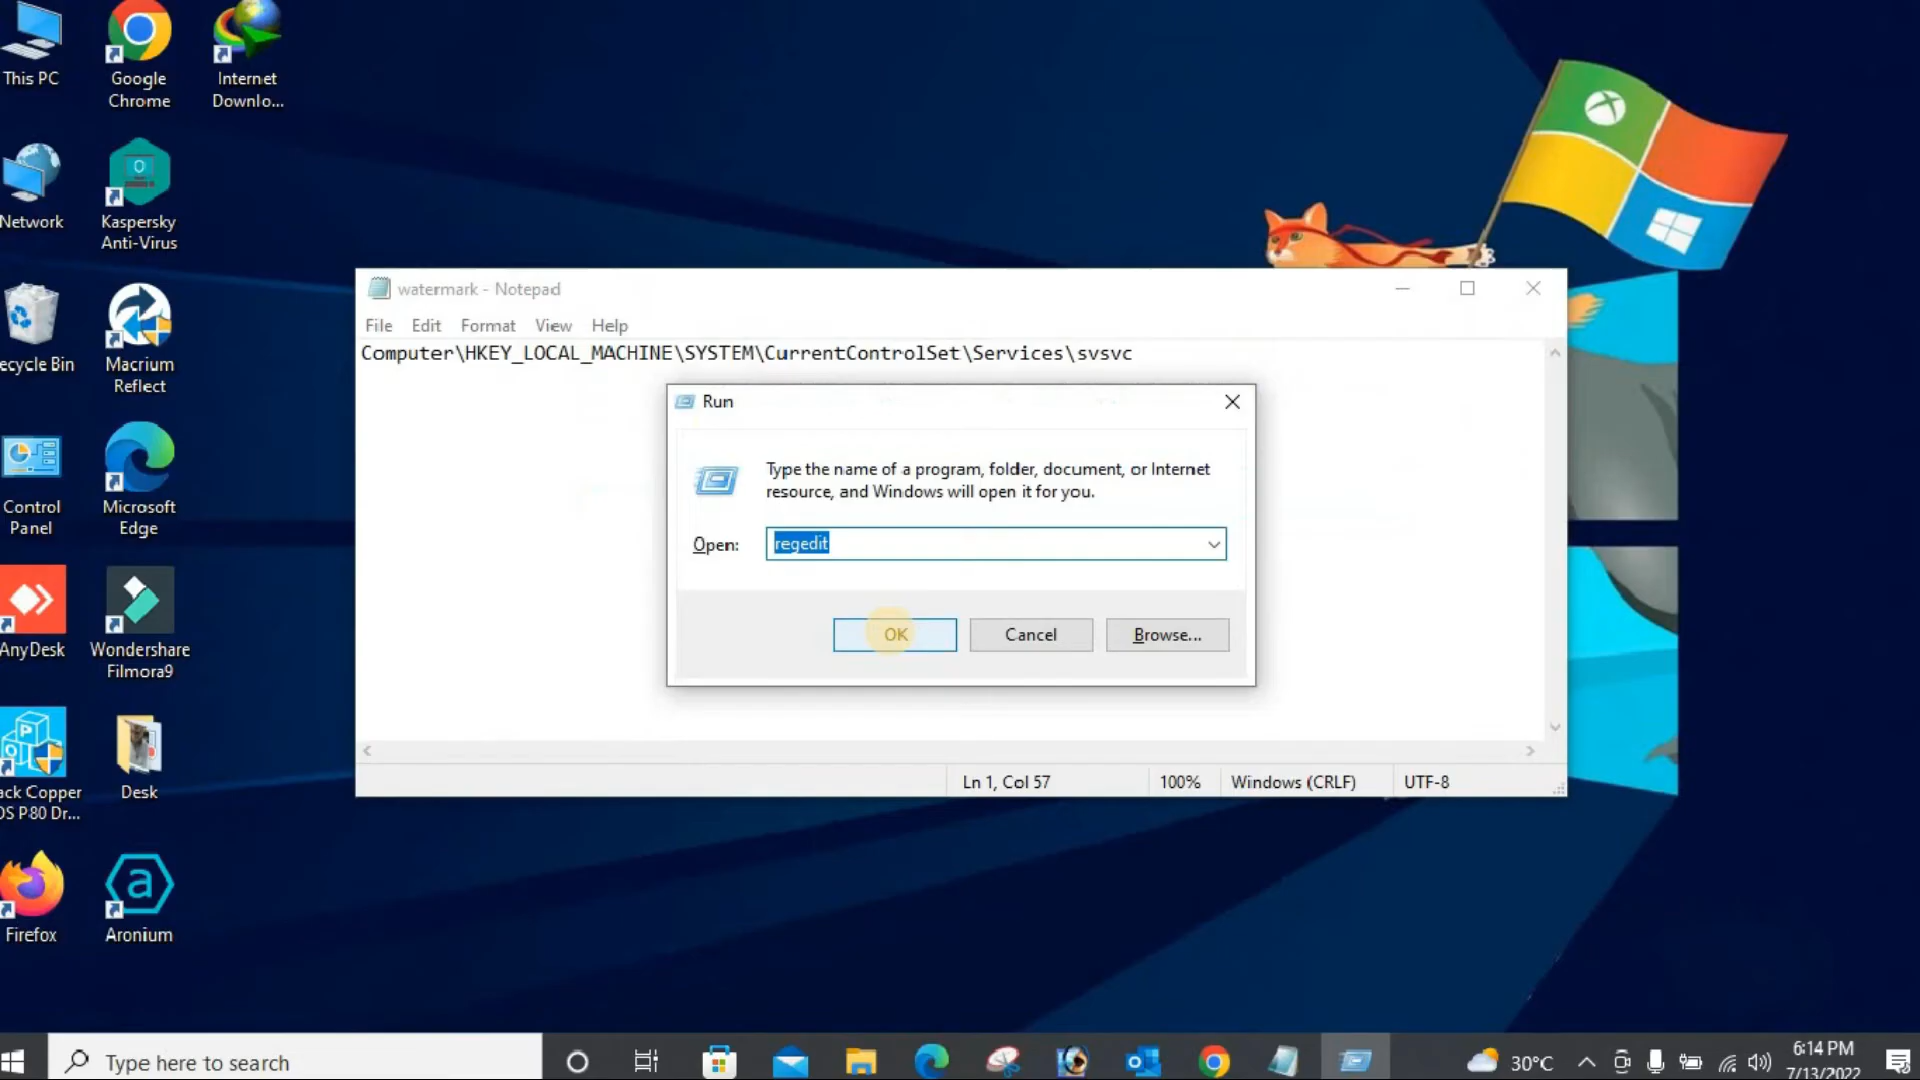 This PC
Google
Chrome
Internet
Downlo...
Network
Kaspersky
Anti-Virus
ecycle Bin
Macrium
Reflect
Control
Panel
Microsoft
Edge
AnyDesk
Wondershare
Filmora9
ack Copper
OS P80 Dr...
Desk
Firefox
Aronium
watermark - Notepad
File Edit Format View Help
Computer\HKEY_LOCAL_MACHINE\SYSTEM\CurrentControlSet\Services\svsvc
Run
Type the name of a program, folder, document, or Internet
resource, and Windows will open it for you.
Open: regedit
OK Cancel Browse...
Ln 1, Col 57 100% Windows (CRLF) UTF-8
Type here to search
30°C
6:14 PM
7/13/2022